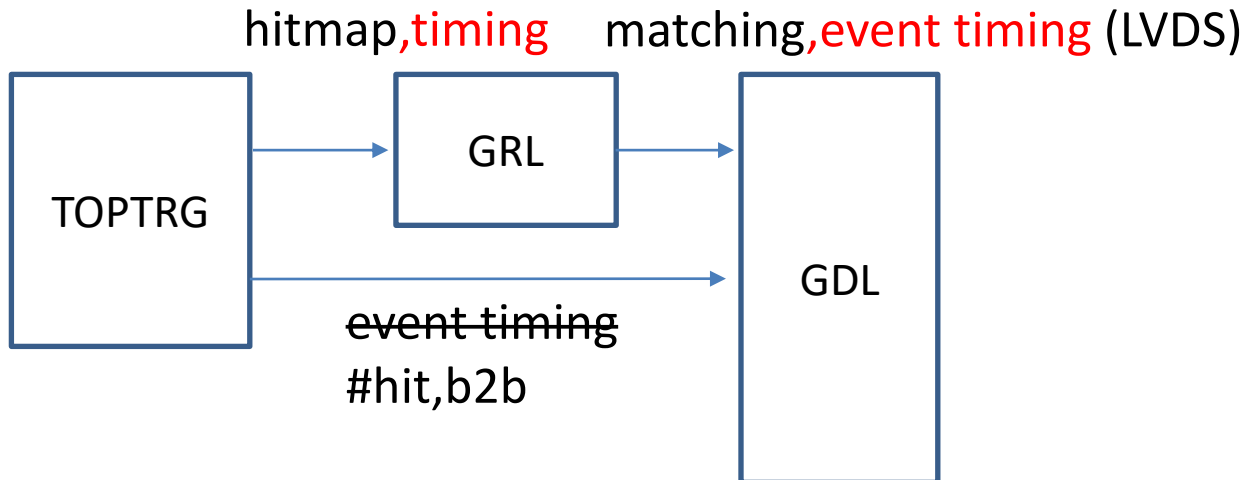 hitmap,timing matching,event timing (LVDS)
GRL
TOPTRG
GDL
event timing
#hit,b2b